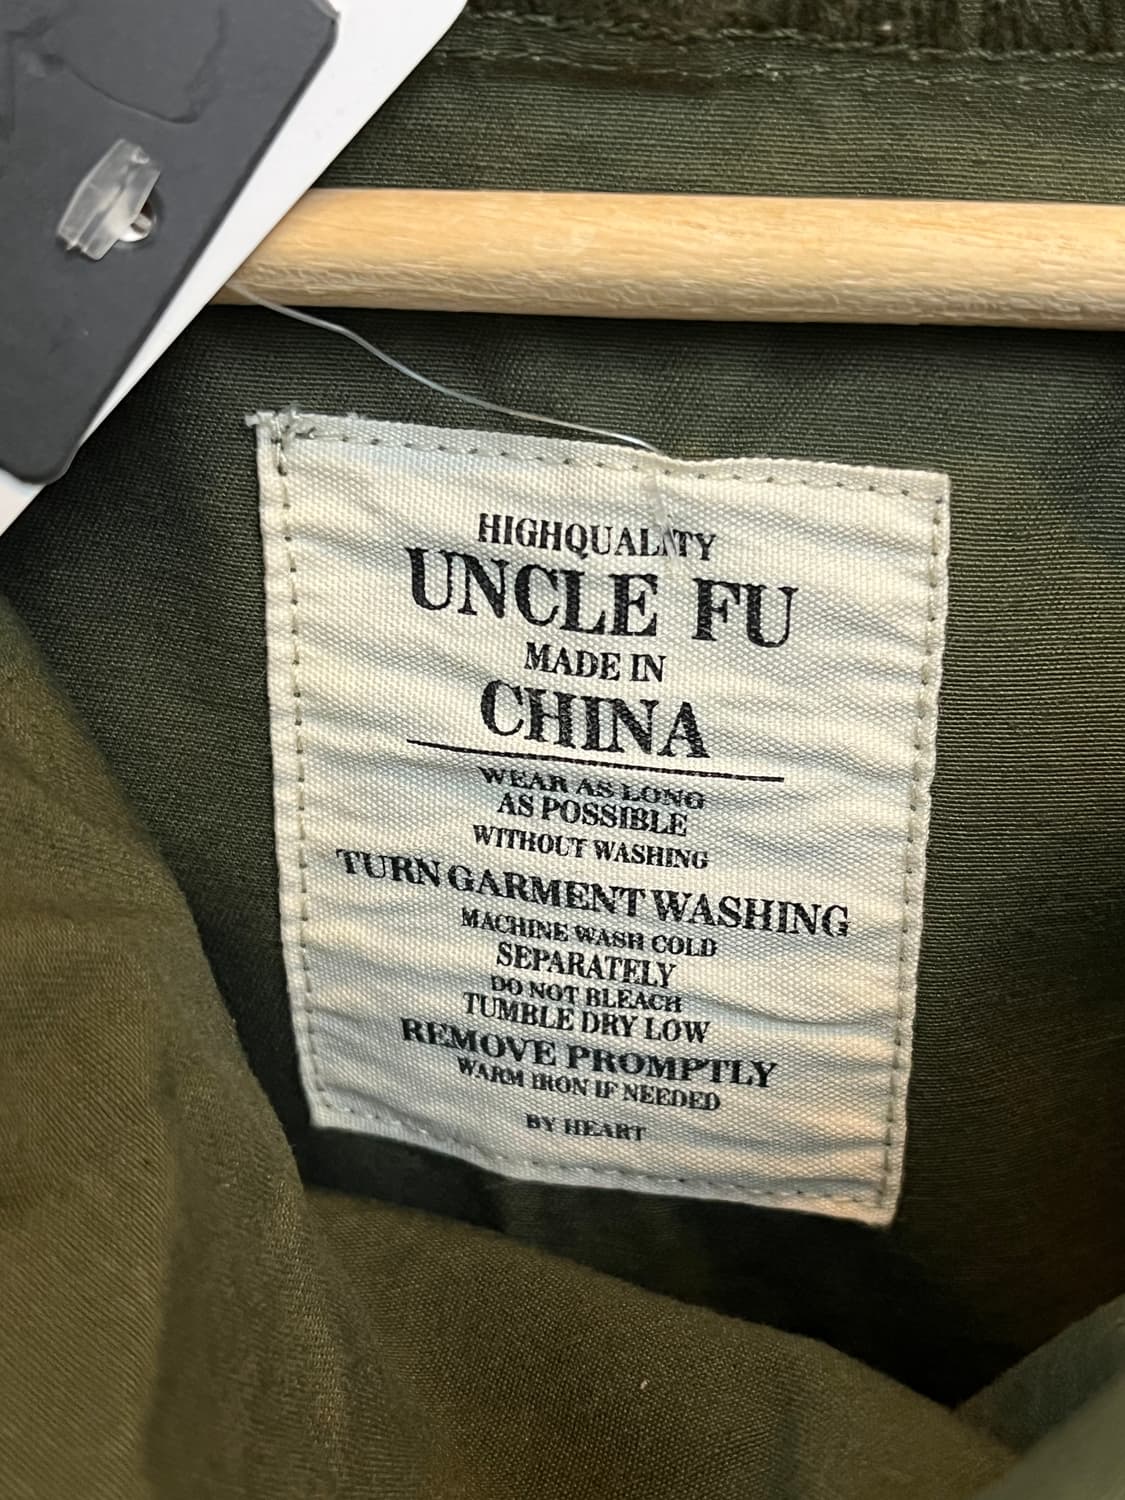 HIGHQUALITY
UNCLE FU
MADE IN
CHINA
WEAR AS LONG
AS POSSIBLE
WITHOUT WASHING
TURN GARMENT WASHING
MACHINE WASH COLD
SEPARATELY
DO NOT BLEACH
TUMBLE DRY LOW
REMOVE PROMPTLY
WARM IRON IF NEEDED
BY HEART